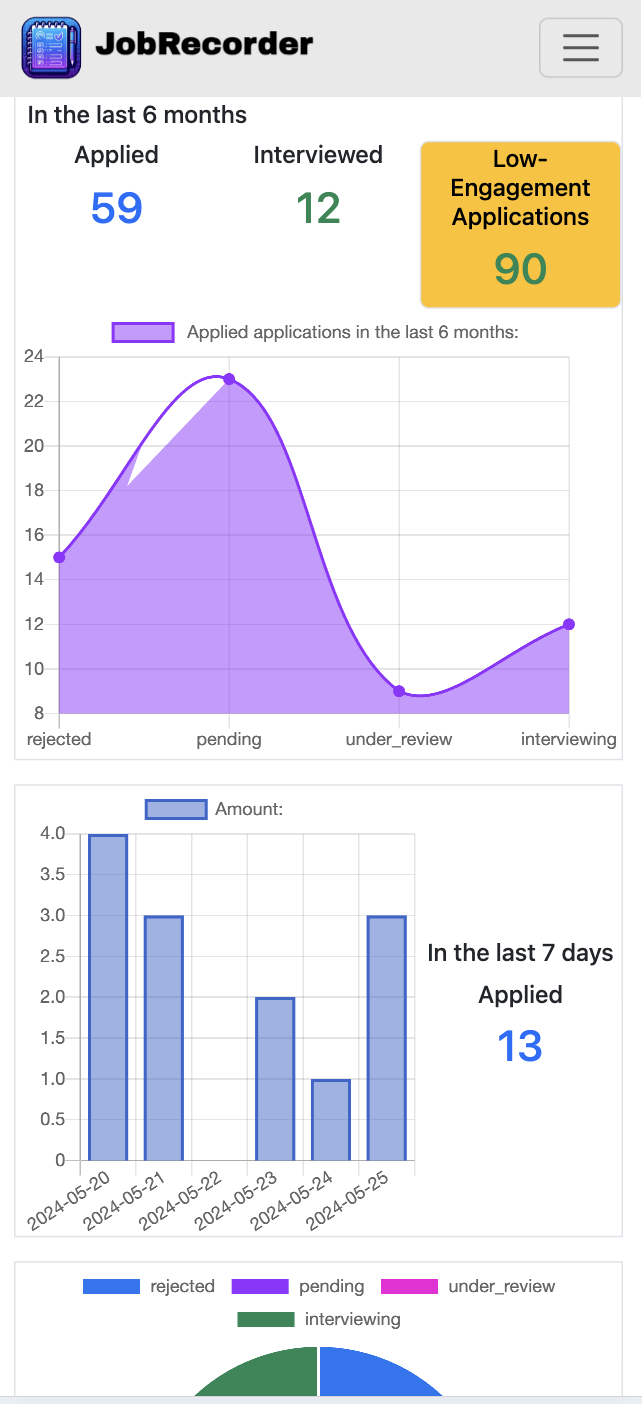 JobRecorder
In the last 6 months
Applied
59
Interviewed
12
Low-
Engagement
Applications
90
Applied applications in the last 6 months:
24
22
20
18
16
14
12
10
8
rejected
pending
under_review
interviewing
Amount:
4.0
3.5
3.0
2.5
2.0
1.5
1.0
0.5
0
2024-05-20
2024-05-21
2024-05-22
2024-05-23
2024-05-24
2024-05-25
In the last 7 days
Applied
13
rejected
pending
under_review
interviewing